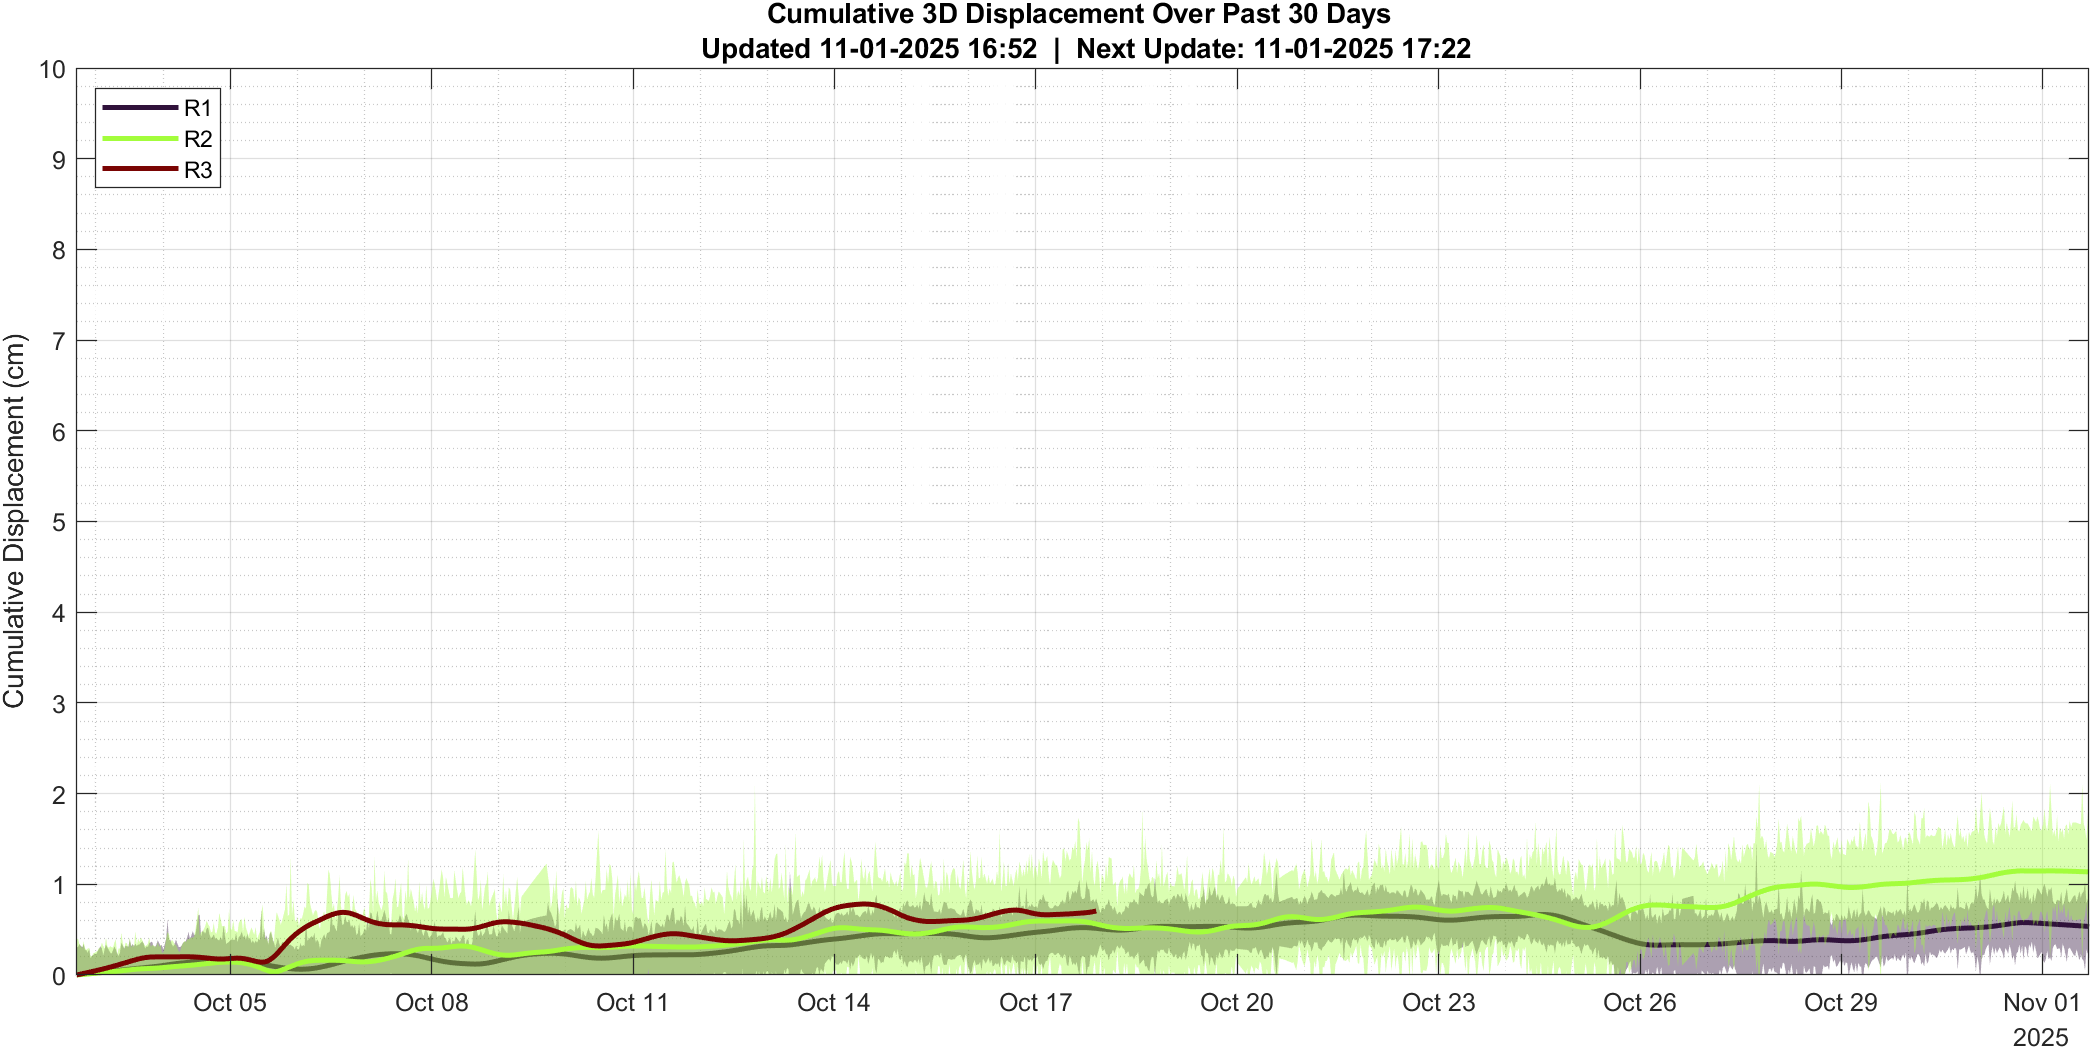 Cumulative 3D Displacement Over Past 30 Days
Updated 11-01-2025 16:52 | Next Update: 11-01-2025 17:22
R1
R2
R3
Cumulative Displacement (cm)
10
9
8
7
6
5
4
3
2
1
0
Oct 05 Oct 08 Oct 11 Oct 14 Oct 17 Oct 20 Oct 23 Oct 26 Oct 29 Nov 01
2025